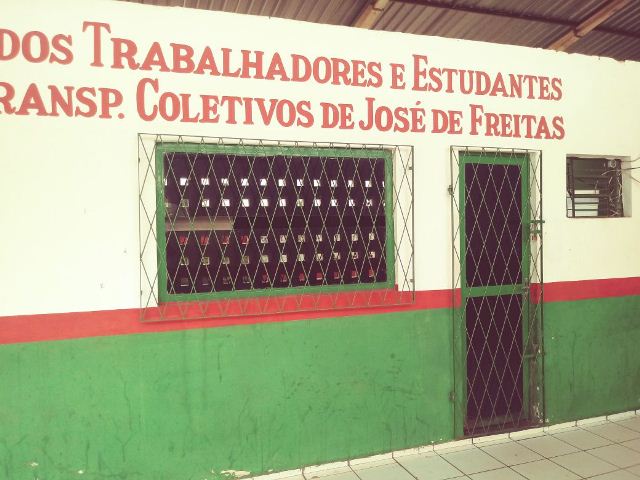 DOS TRABALHADORES E ESTUDANTES
RANSP. COLETIVOS DE JOSÉ DE FREITAS